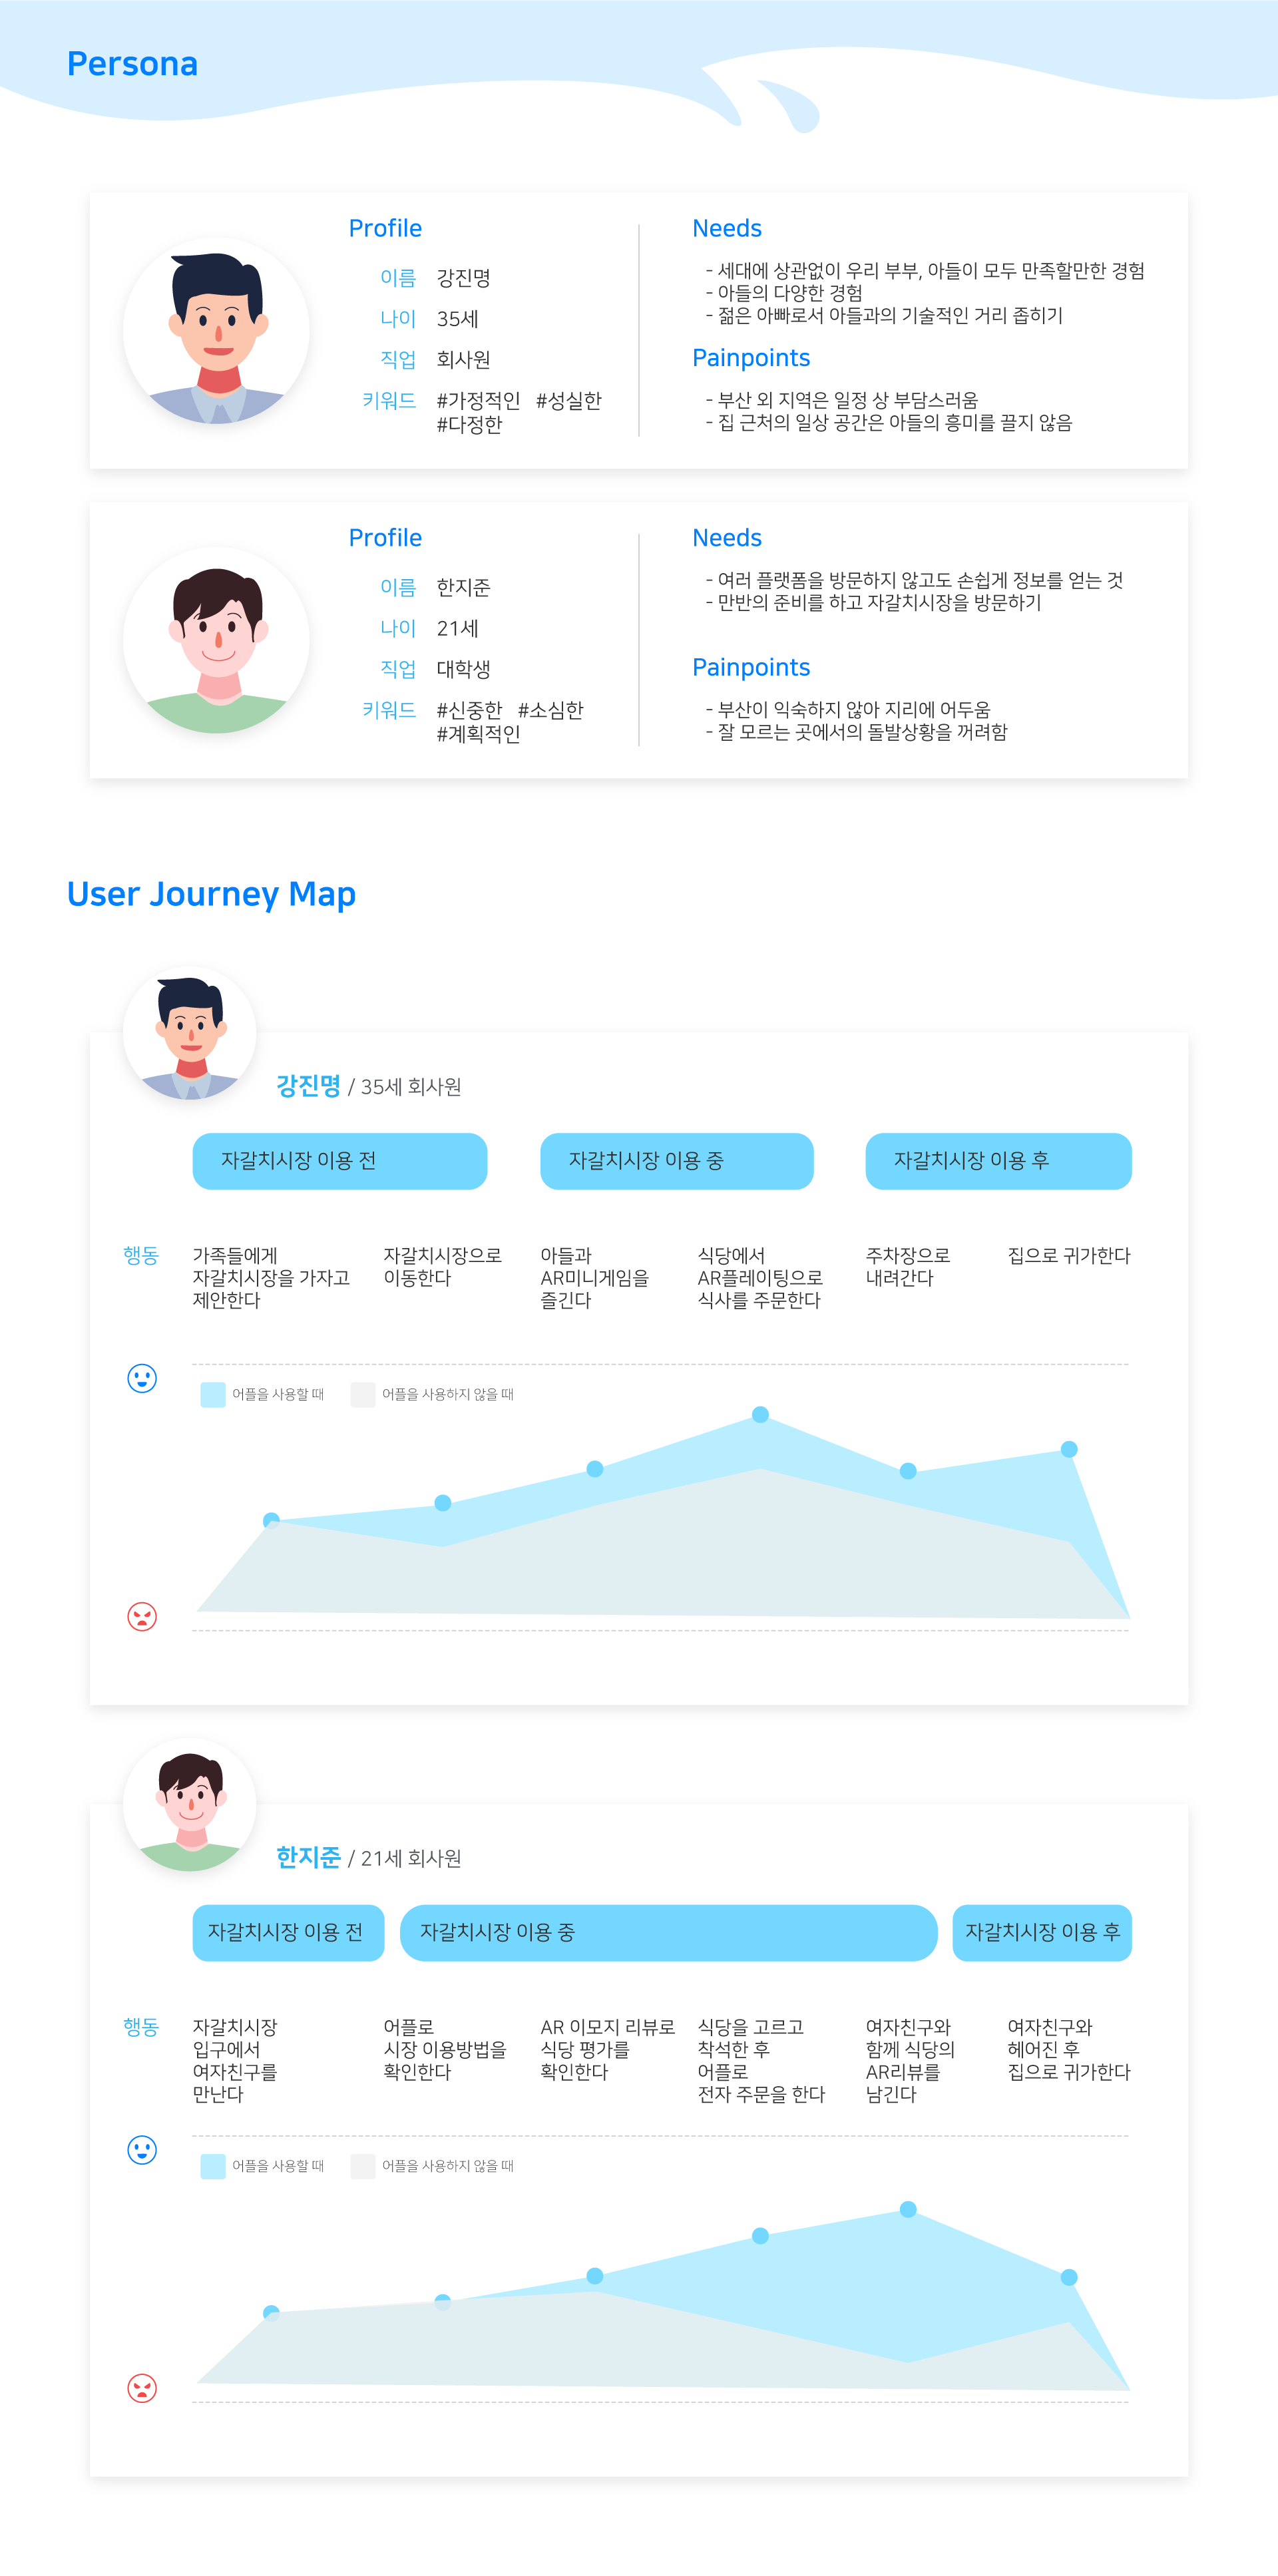 Persona
Profile
이름 강진명
나이 35세
직업 회사원
키워드 #가정적인 #성실한
#다정한
Needs
- 세대에 상관없이 우리 부부, 아들이 모두 만족할만한 경험
- 아들의 다양한 경험
- 젊은 아빠로서 아들과의 기술적인 거리 좁히기
Painpoints
- 부산 외 지역은 일정 상 부담스러움
- 집 근처의 일상 공간은 아들의 흥미를 끌지 않음
Profile
이름 한지준
나이 21세
직업 대학생
키워드 #신중한 #소심한
#계획적인
Needs
- 여러 플랫폼을 방문하지 않고도 손쉽게 정보를 얻는 것
- 만반의 준비를 하고 자갈치시장을 방문하기
Painpoints
- 부산이 익숙하지 않아 지리에 어두움
- 잘 모르는 곳에서의 돌발상황을 꺼려함
User Journey Map
강진명 / 35세 회사원
자갈치시장 이용 전
자갈치시장 이용 중
자갈치시장 이용 후
행동
가족들에게
자갈치시장을 가자고
제안한다
자갈치시장으로
이동한다
아들과
AR미니게임을
즐긴다
식당에서
AR플레이팅으로
식사를 주문한다
주차장으로
내려간다
집으로 귀가한다
어플을 사용할 때
어플을 사용하지 않을 때
한지준 / 21세 회사원
자갈치시장 이용 전
자갈치시장 이용 중
자갈치시장 이용 후
행동
자갈치시장
입구에서
여자친구를
만난다
어플로
시장 이용방법을
확인한다
AR 이모지 리뷰로
식당 평가를
확인한다
식당을 고르고
착석한 후
어플로
전자 주문을 한다
여자친구와
함께 식당의
AR리뷰를
남긴다
여자친구와
헤어진 후
집으로 귀가한다
어플을 사용할 때
어플을 사용하지 않을 때